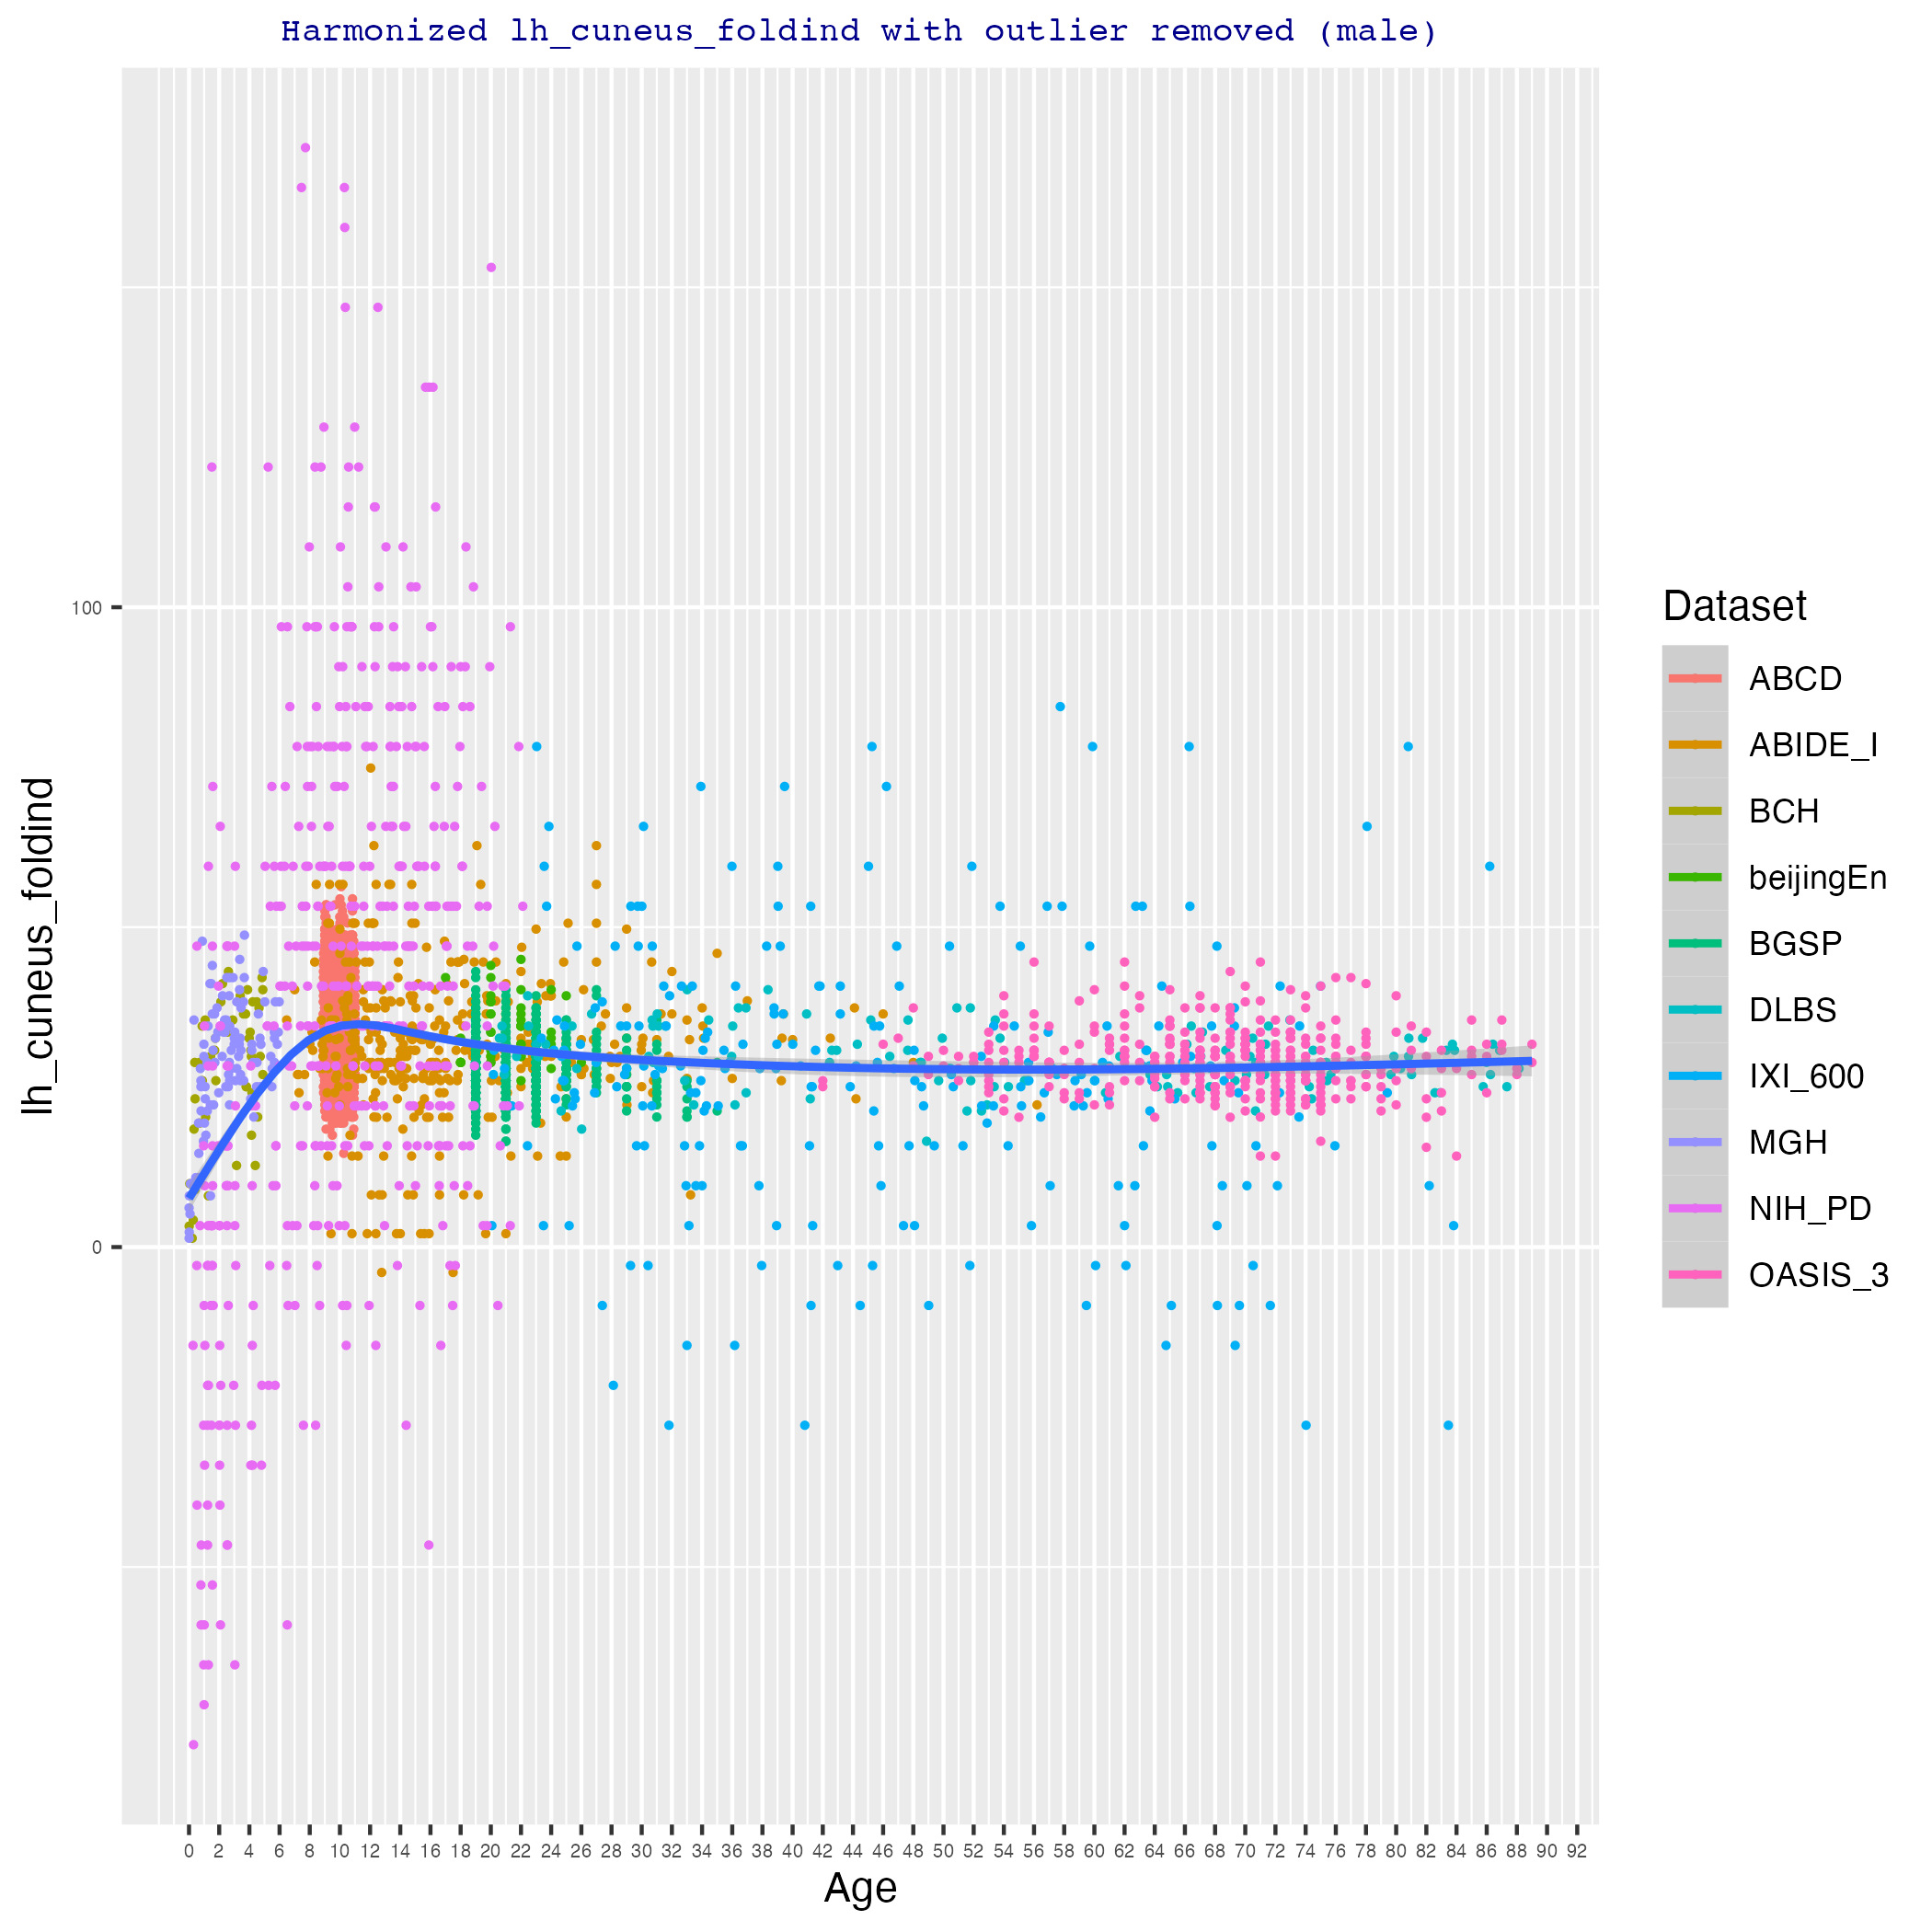 Harmonized lh_cuneus_foldind with outlier removed (male)
lh_cuneus_foldind
100
0
0 2 4 6 8 10 12 14 16 18 20 22 24 26 28 30 32 34 36 38 40 42 44 46 48 50 52 54 56 58 60 62 64 66 68 70 72 74 76 78 80 82 84 86 88 90 92
Age
Dataset
ABCD
ABIDE_I
BCH
beijingEn
BGSP
DLBS
IXI_600
MGH
NIH_PD
OASIS_3